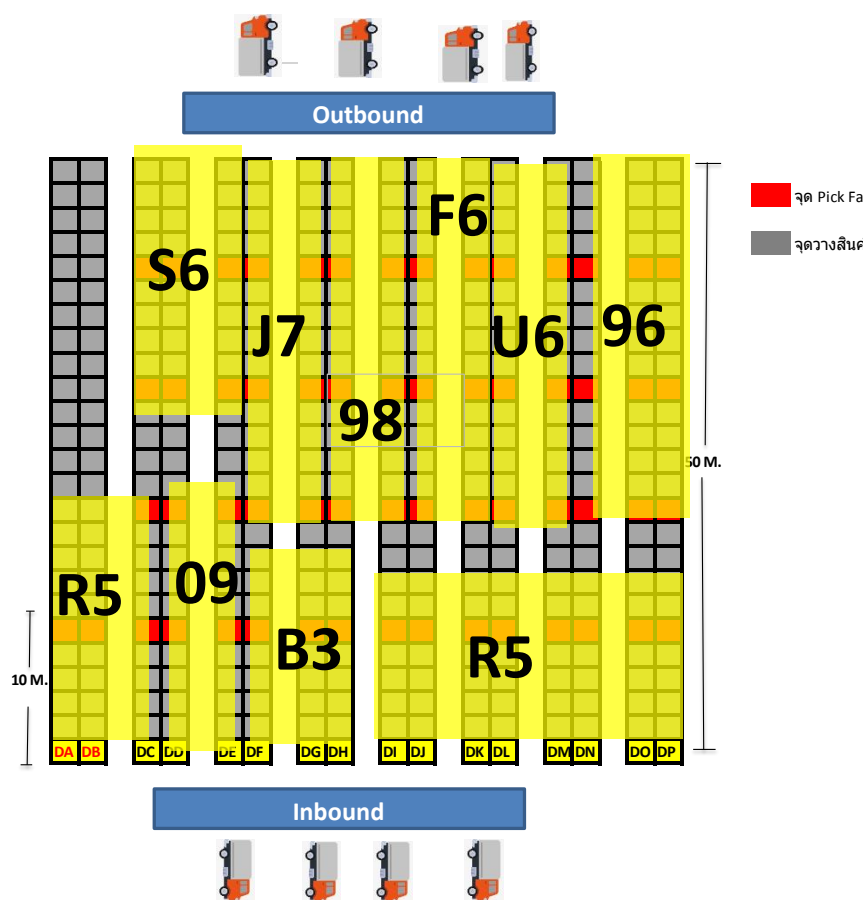 Outbound
F6
จุด Pick Fa
S6
จุดวางสินค
96
J7
U6
98
50 M.
09
R5
B3
R5
10 M.
DA DB DC DD DE DF DG DH DI DJ DK DL DM DN DO DP
Inbound